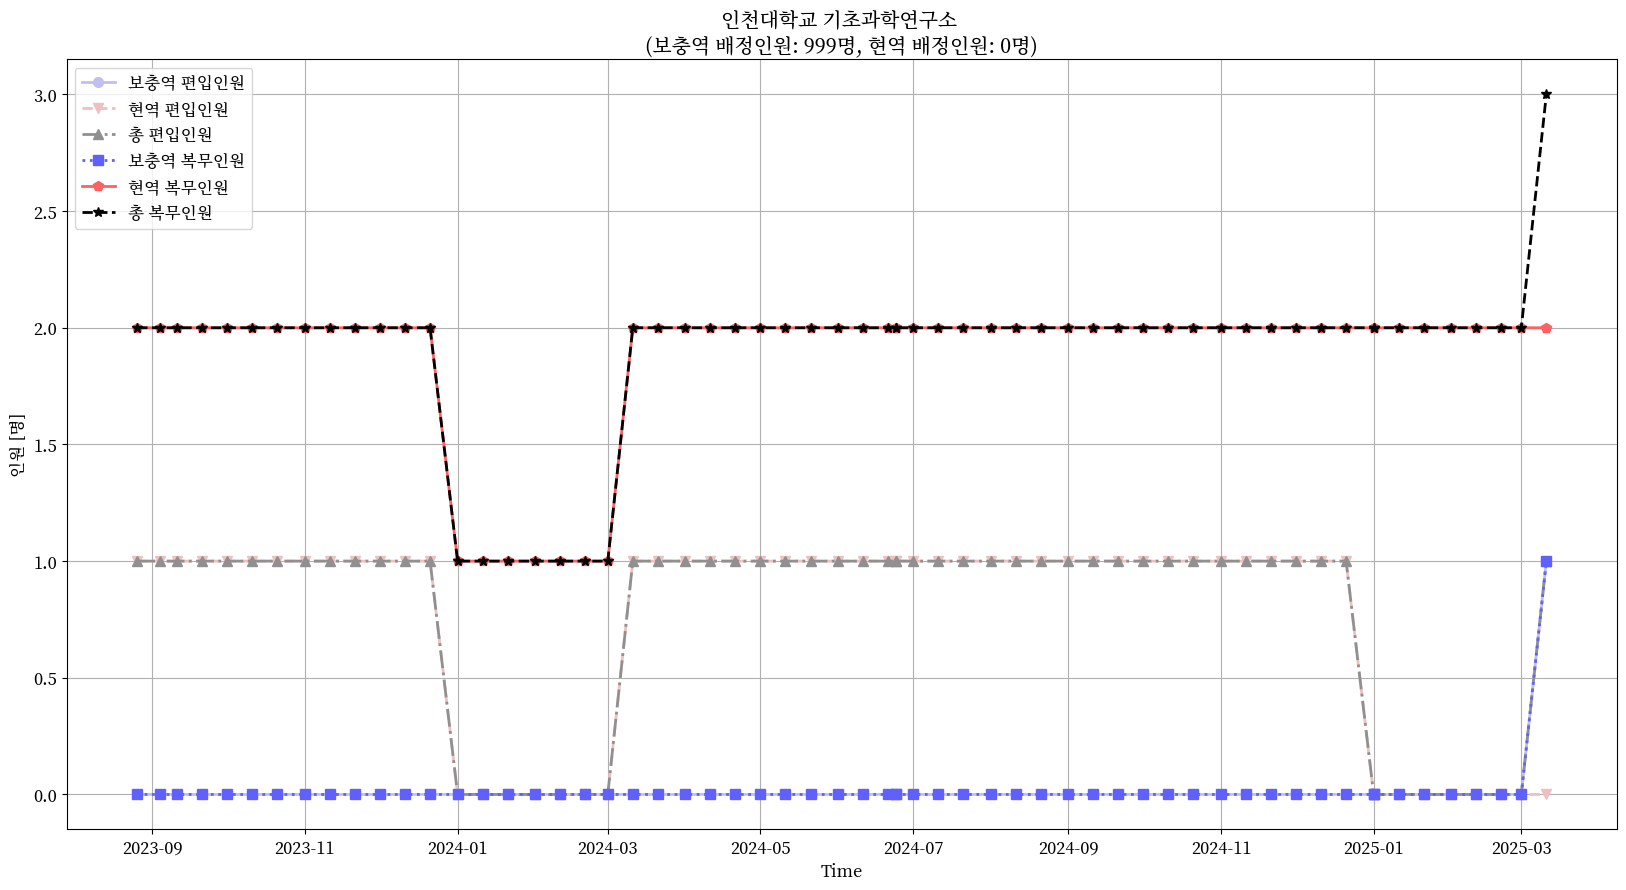 인천대학교 기초과학연구소
(보충역 배정인원: 999명, 현역 배정인원: 0명)
보충역 편입인원
현역 편입인원
총 편입인원
보충역 복무인원
현역 복무인원
총 복무인원
3.0
2.5
2.0
1.5
1.0
0.5
0.0
인원 [명]
2023-09 2023-11 2024-01 2024-03 2024-05 2024-07 2024-09 2024-11 2025-01 2025-03
Time